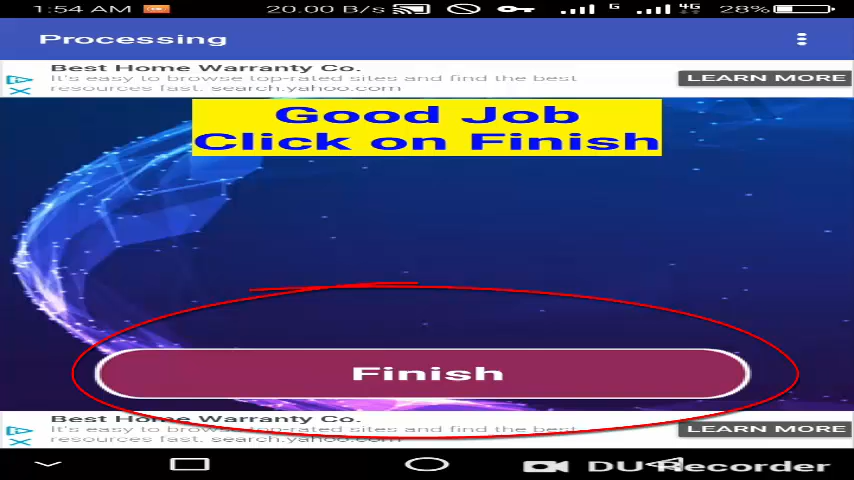 1:54 AM 20.00 B/s G 4G 28%
Processing
Best Home Warranty Co.
It's easy to browse top-rated sites and find the best
resources fast. search.yahoo.com
LEARN MORE
Good Job
Click on Finish
Finish
Best Home Warranty Co.
It's easy to browse top-rated sites and find the best
resources fast. search.yahoo.com
LEARN MORE
DU Recorder